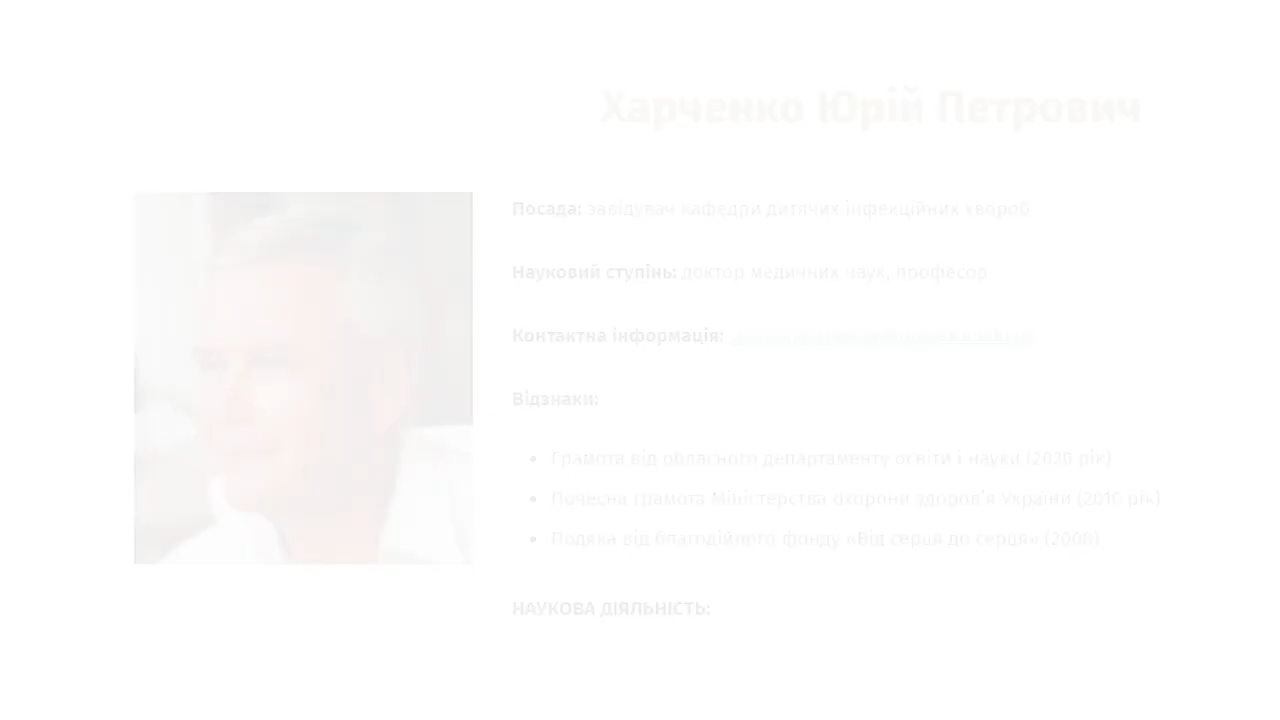 Харченко Юрій Петрович
Посада: завідувач кафедри дитячих інфекційних хвороб
Науковий ступінь: доктор медичних наук, професор
Контактна інформація:
Відзнаки:
• Грамота від обласного департаменту освіти і науки (2020 рік)
• Почесна грамота Міністерства охорони здоров’я України (2010 рік)
• Подяка від благодійного фонду «Від серця до серця» (2008)
НАУКОВА ДІЯЛЬНІСТЬ: